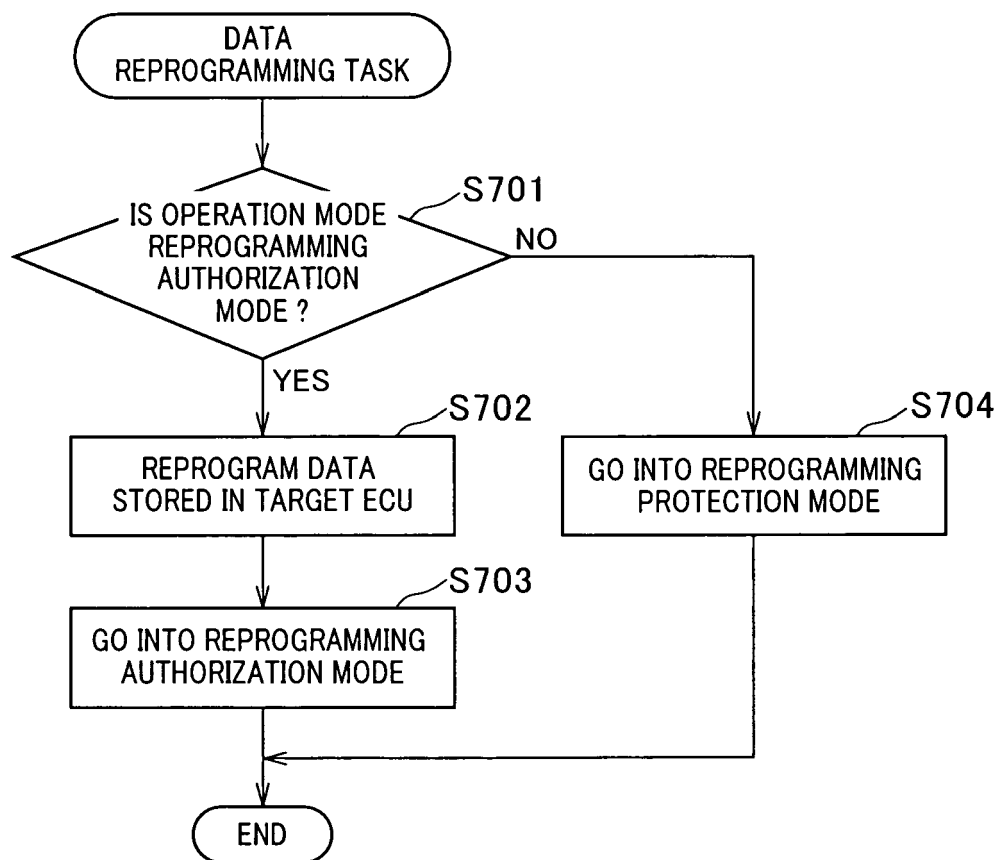 DATA
REPROGRAMMING TASK
S701
IS OPERATION MODE
REPROGRAMMING
AUTHORIZATION
MODE ?
NO
YES
S702
REPROGRAM DATA
STORED IN TARGET ECU
S704
GO INTO REPROGRAMMING
PROTECTION MODE
S703
GO INTO REPROGRAMMING
AUTHORIZATION MODE
END